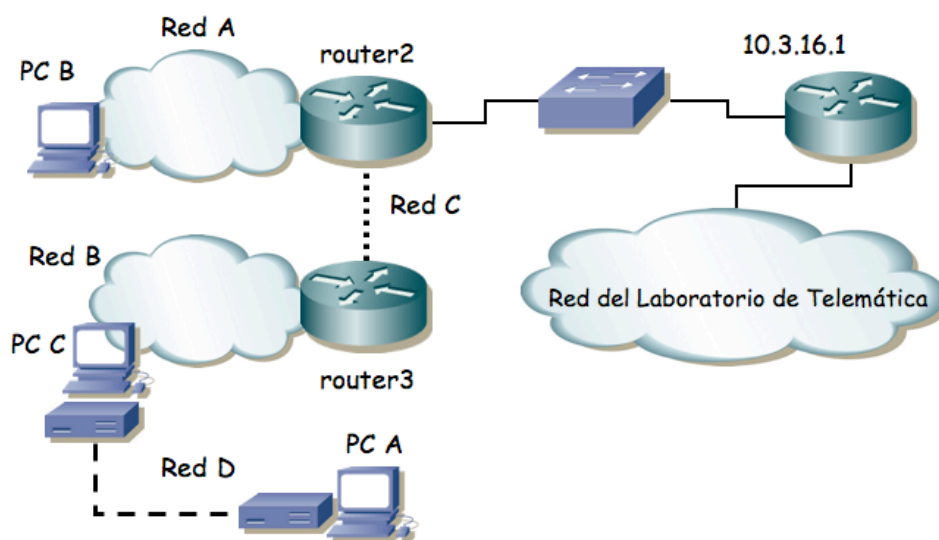 Red A
router2
10.3.16.1
PC B
Red C
Red B
Red del Laboratorio de Telemática
PC C
router3
Red D
PC A